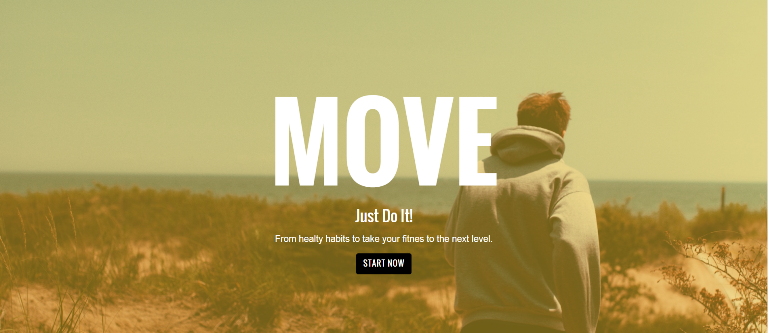 MOVE
Just Do It!
From healty habits to take your fitnes to the next level.
START NOW